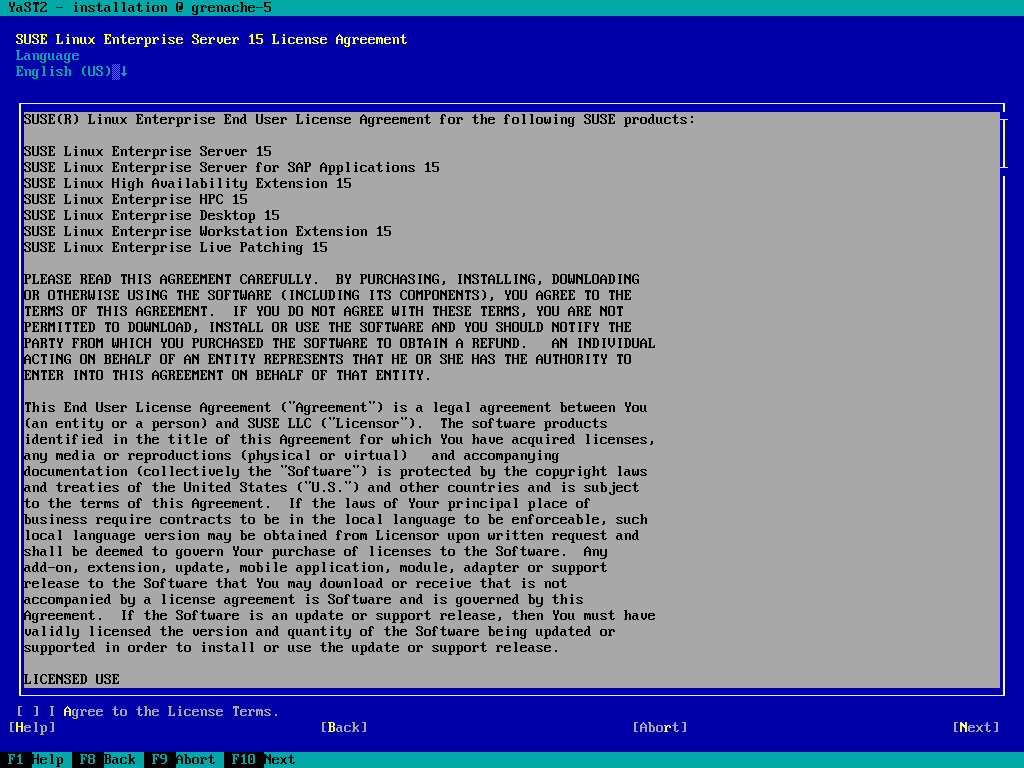 YaST2 - installation @ grenache-5
SUSE Linux Enterprise Server 15 License Agreement
Language
English (US)▒↓
SUSE(R) Linux Enterprise End User License Agreement for the following SUSE products:
SUSE Linux Enterprise Server 15
SUSE Linux Enterprise Server for SAP Applications 15
SUSE Linux High Availability Extension 15
SUSE Linux Enterprise HPC 15
SUSE Linux Enterprise Desktop 15
SUSE Linux Enterprise Workstation Extension 15
SUSE Linux Enterprise Live Patching 15
PLEASE READ THIS AGREEMENT CAREFULLY.  BY PURCHASING, INSTALLING, DOWNLOADING
OR OTHERWISE USING THE SOFTWARE (INCLUDING ITS COMPONENTS), YOU AGREE TO THE
TERMS OF THIS AGREEMENT.  IF YOU DO NOT AGREE WITH THESE TERMS, YOU ARE NOT
PERMITTED TO DOWNLOAD, INSTALL OR USE THE SOFTWARE AND YOU SHOULD NOTIFY THE
PARTY FROM WHICH YOU PURCHASED THE SOFTWARE TO OBTAIN A REFUND.   AN INDIVIDUAL
ACTING ON BEHALF OF AN ENTITY REPRESENTS THAT HE OR SHE HAS THE AUTHORITY TO
ENTER INTO THIS AGREEMENT ON BEHALF OF THAT ENTITY.
This End User License Agreement ("Agreement") is a legal agreement between You
(an entity or a person) and SUSE LLC ("Licensor").  The software products
identified in the title of this Agreement for which You have acquired licenses,
any media or reproductions (physical or virtual)   and accompanying
documentation (collectively the "Software") is protected by the copyright laws
and treaties of the United States ("U.S.") and other countries and is subject
to the terms of this Agreement.  If the laws of Your principal place of
business require contracts to be in the local language to be enforceable, such
local language version may be obtained from Licensor upon written request and
shall be deemed to govern Your purchase of licenses to the Software.  Any
add-on, extension, update, mobile application, module, adapter or support
release to the Software that You may download or receive that is not
accompanied by a license agreement is Software and is governed by this
Agreement.  If the Software is an update or support release, then You must have
validly licensed the version and quantity of the Software being updated or
supported in order to install or use the update or support release.
LICENSED USE
[ ] I Agree to the License Terms.
[Help] [Back] [Abort] [Next]
F1 Help F8 Back F9 Abort F10 Next